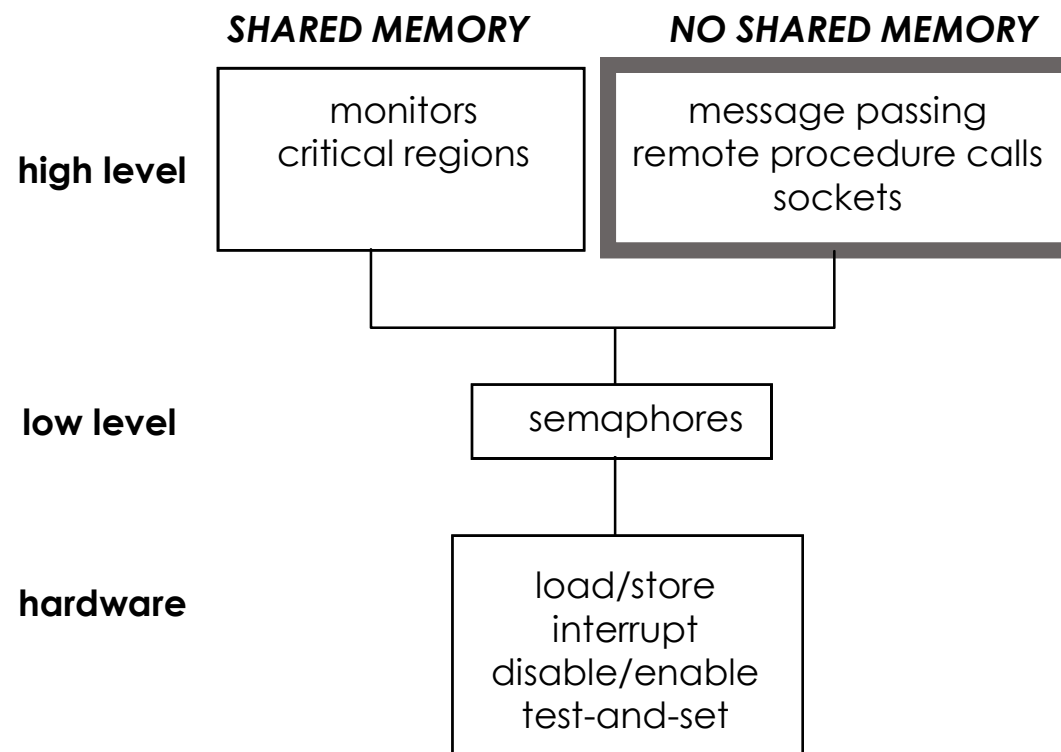 SHARED MEMORY
NO SHARED MEMORY
high level
monitors
critical regions
message passing
remote procedure calls
sockets
low level
semaphores
hardware
load/store
interrupt
disable/enable
test-and-set